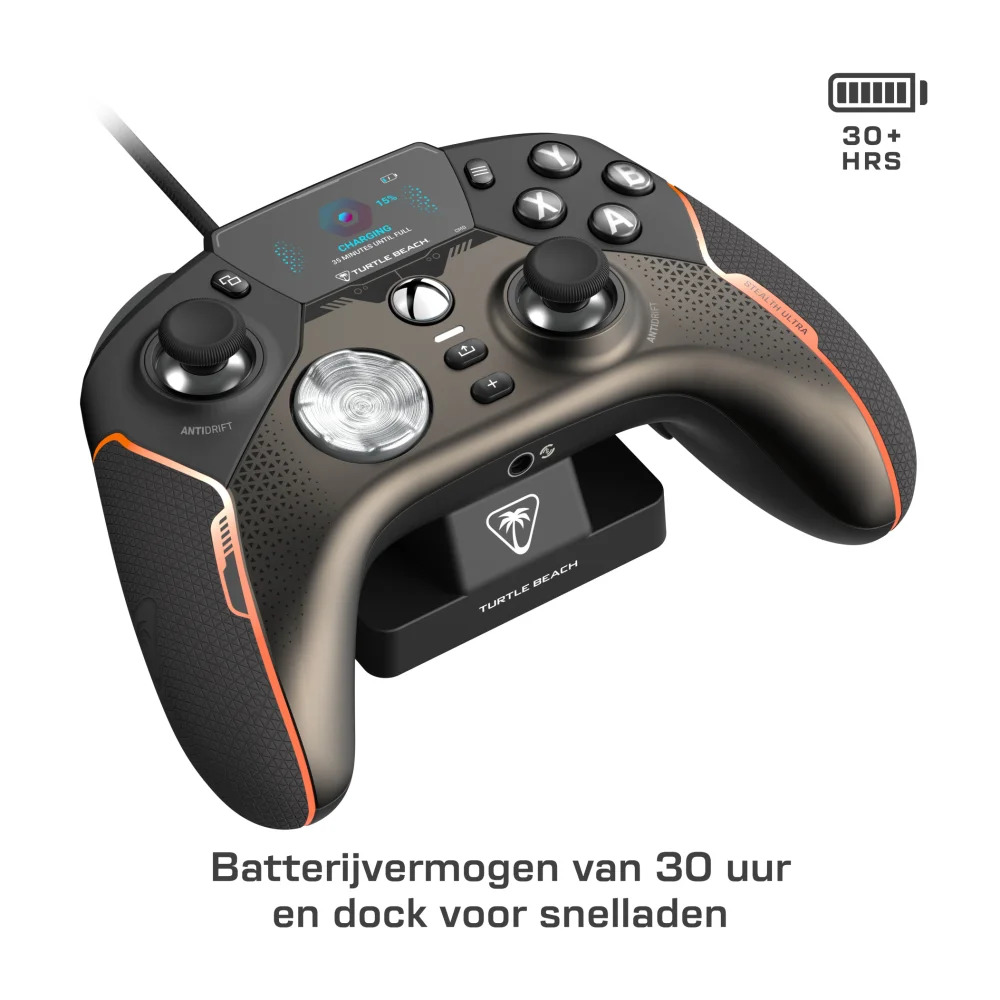 30+
HRS
15%
CHARGING
35 MINUTES UNTIL FULL
TURTLE BEACH
Y
B
X
A
STEALTH ULTRA
ANTIDRIFT
ANTIDRIFT
TURTLE BEACH
Batterijvermogen van 30 uur
en dock voor snelladen